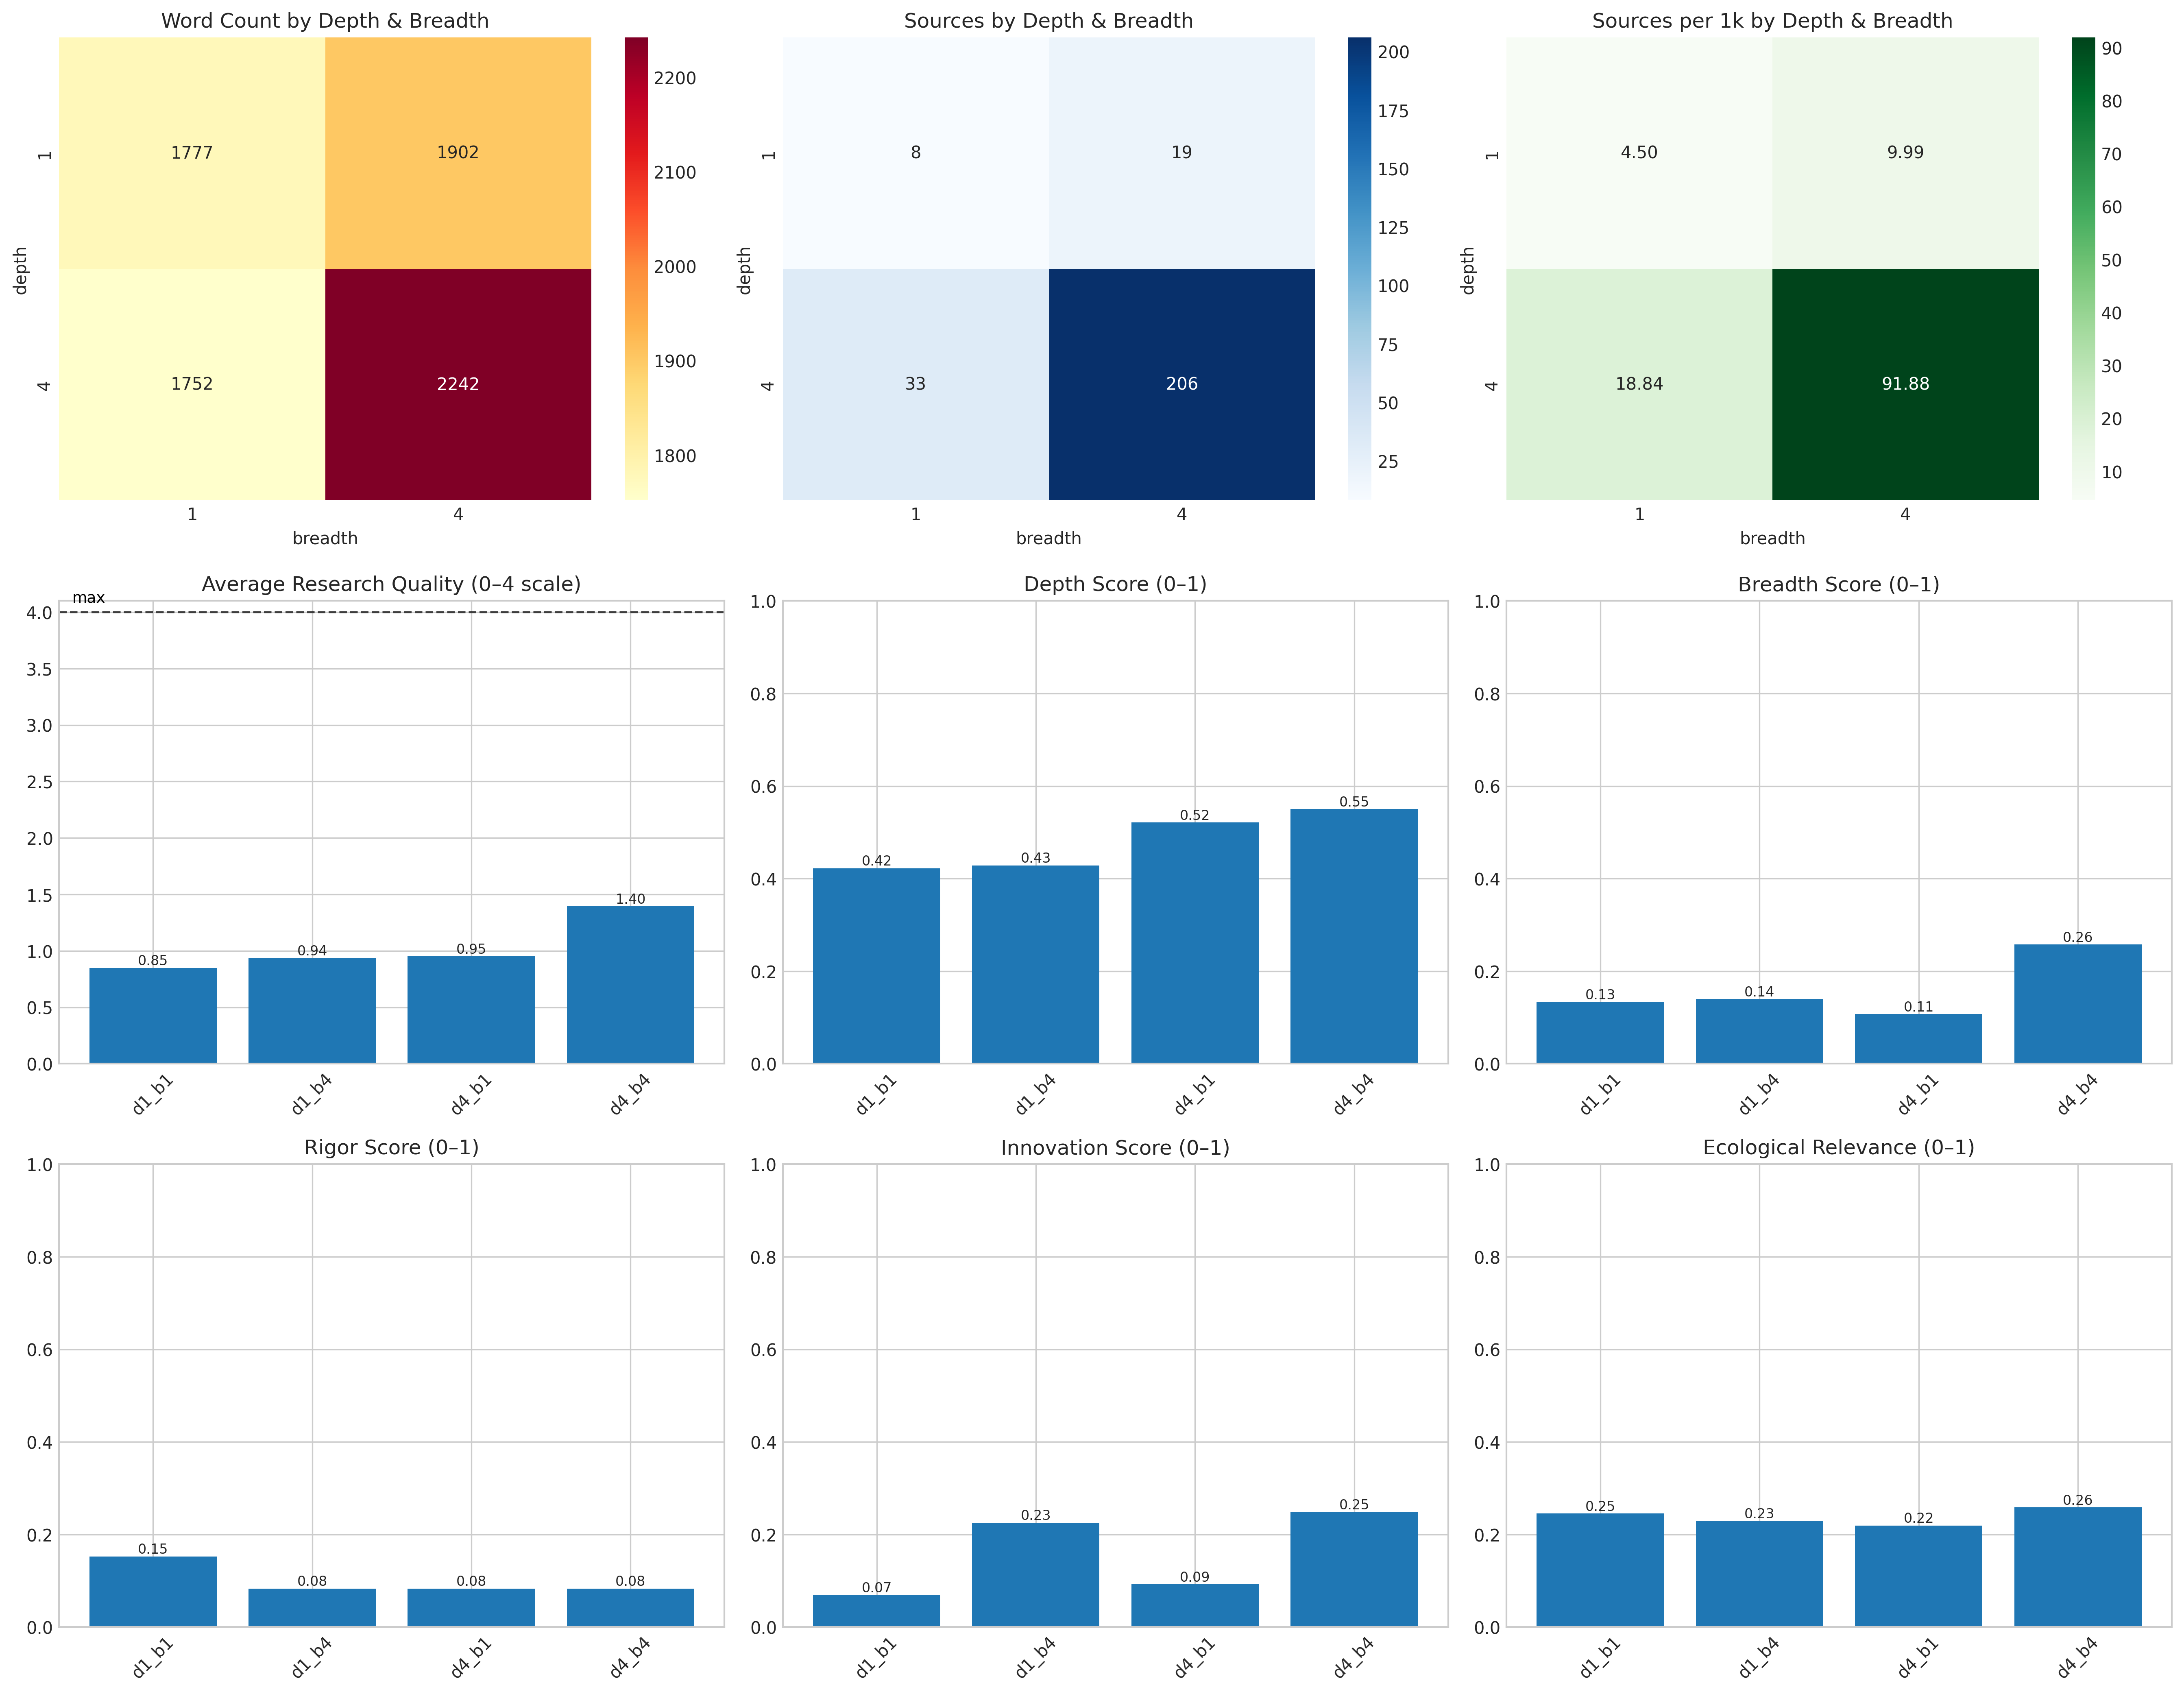 Word Count by Depth & Breadth
1777 1902
1752 2242
1
4
depth
1 4
breadth
2200
2100
2000
1900
1800
Sources by Depth & Breadth
8 19
33 206
1
4
depth
1 4
breadth
200
175
150
125
100
75
50
25
Sources per 1k by Depth & Breadth
4.50 9.99
18.84 91.88
1
4
depth
1 4
breadth
90
80
70
60
50
40
30
20
10
Average Research Quality (0–4 scale)
max
4.0
3.5
3.0
2.5
2.0
1.5
1.0
0.5
0.0
0.85 0.94 0.95 1.40
d1_b1 d1_b4 d4_b1 d4_b4
Depth Score (0–1)
1.0
0.8
0.6
0.4
0.2
0.0
0.42 0.43 0.52 0.55
d1_b1 d1_b4 d4_b1 d4_b4
Breadth Score (0–1)
1.0
0.8
0.6
0.4
0.2
0.0
0.13 0.14 0.11 0.26
d1_b1 d1_b4 d4_b1 d4_b4
Rigor Score (0–1)
1.0
0.8
0.6
0.4
0.2
0.0
0.15 0.08 0.08 0.08
d1_b1 d1_b4 d4_b1 d4_b4
Innovation Score (0–1)
1.0
0.8
0.6
0.4
0.2
0.0
0.07 0.23 0.09 0.25
d1_b1 d1_b4 d4_b1 d4_b4
Ecological Relevance (0–1)
1.0
0.8
0.6
0.4
0.2
0.0
0.25 0.23 0.22 0.26
d1_b1 d1_b4 d4_b1 d4_b4